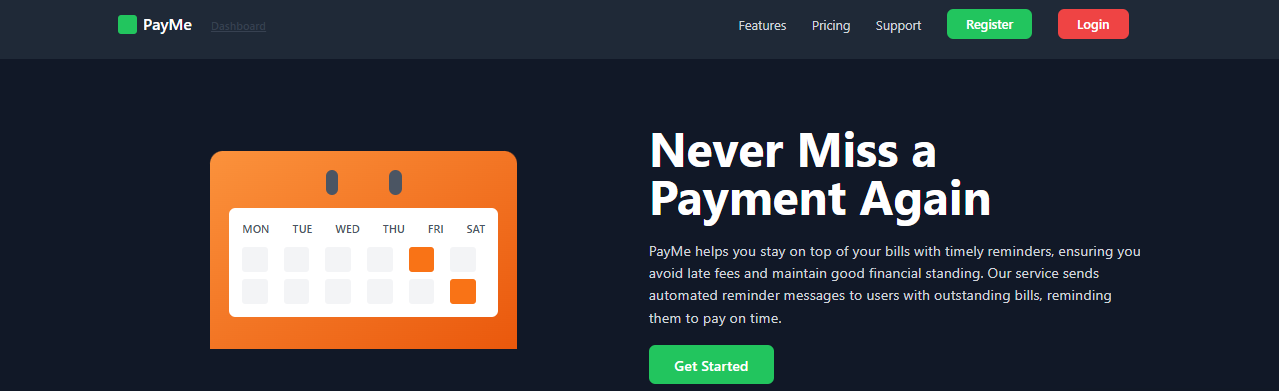 PayMe Dashboard Features Pricing Support Register Login
Never Miss a
Payment Again
MON TUE WED THU FRI SAT
PayMe helps you stay on top of your bills with timely reminders, ensuring you
avoid late fees and maintain good financial standing. Our service sends
automated reminder messages to users with outstanding bills, reminding
them to pay on time.
Get Started